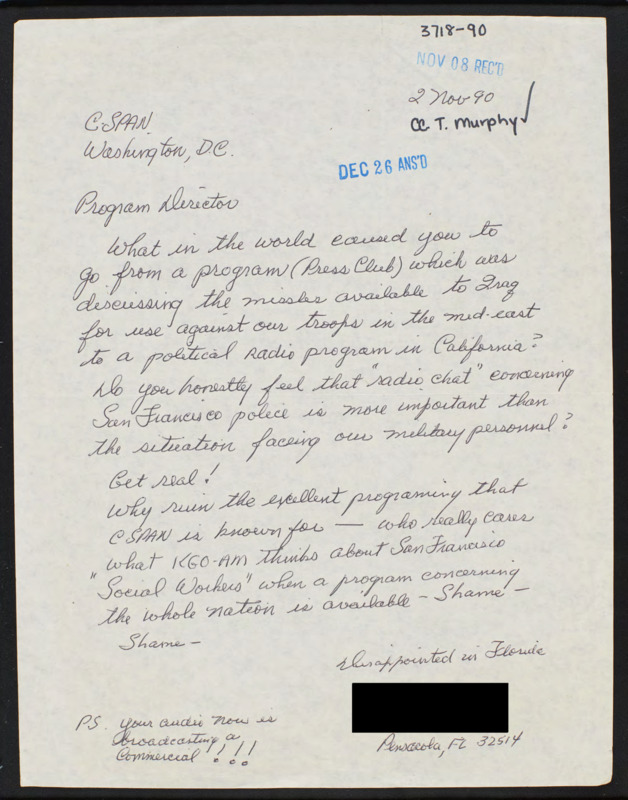 3718-90
NOV 08 REC'D
2 Nov 90
CC T. Murphy
CSPAN
Washington, D.C.
DEC 26 ANS'D
Program Director
What in the world caused you to
go from a program (Press Club) which was
discussing the missles available to Iraq
for use against our troops in the mid-east
to a political radio program in California?
Do you honestly feel that "radio chat" concerning
San Francisco police is more important than
the situation faceing our military personnel?
Get real!
Why ruin the excellent programing that
CSPAN is known for — who really cares
what KGO-AM thinks about San Francisco
"Social Workers" when a program concerning
the whole nation is available - Shame -
Shame -
Disappointed in Florida
Pensacola, FL 32514
PS. your audio now is
broadcasting a
Commercial !!!!